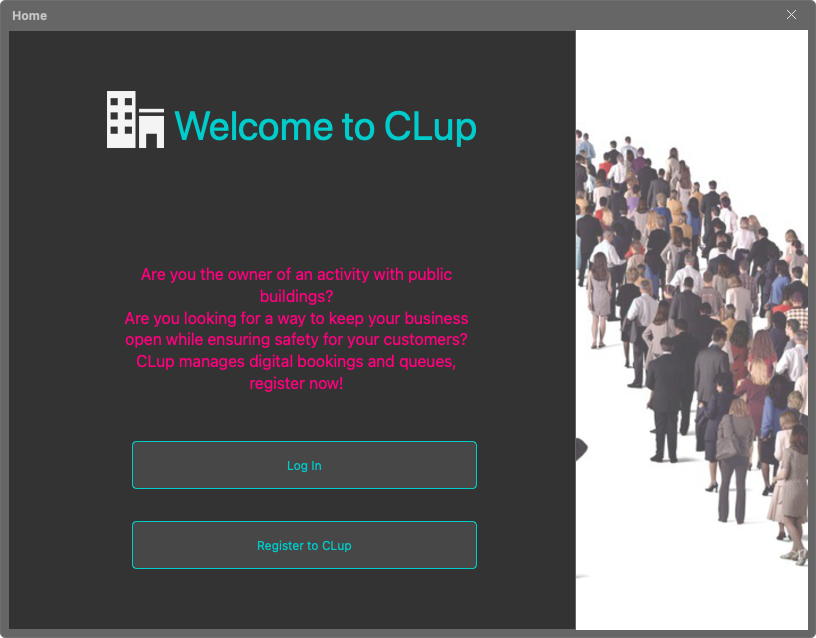 Home
Welcome to CLup
Are you the owner of an activity with public
buildings?
Are you looking for a way to keep your business
open while ensuring safety for your customers?
CLup manages digital bookings and queues,
register now!
Log In
Register to CLup